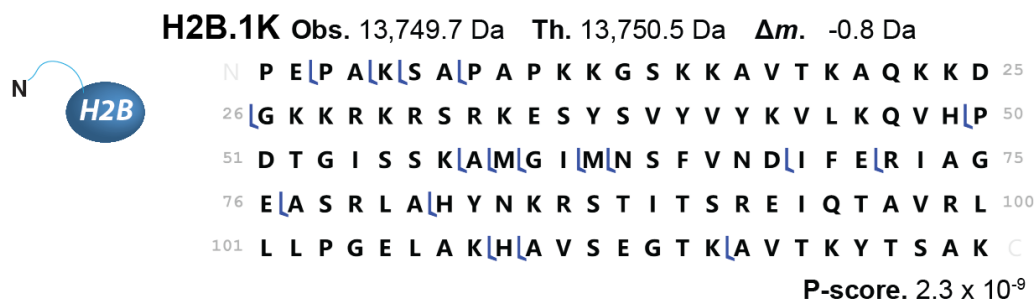 H2B.1K Obs. 13,749.7 Da Th. 13,750.5 Da Δm. -0.8 Da
N P E P A K S A P A P K K G S K K A V T K A Q K K D 25
N H2B
26 G K K R K R S R K E S Y S V Y V Y K V L K Q V H P 50
51 D T G I S S K A M G I M N S F V N D I F E R I A G 75
76 E A S R L A H Y N K R S T I T S R E I Q T A V R L 100
101 L L P G E L A K H A V S E G T K A V T K Y T S A K C
P-score. 2.3 x 10⁻⁹